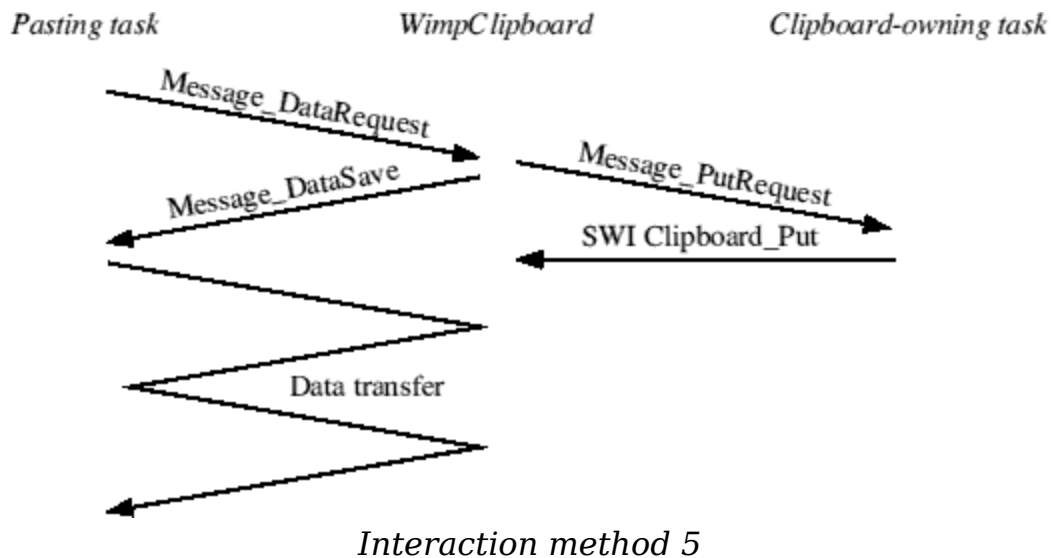 Pasting task WimpClipboard Clipboard-owning task
Message_DataRequest
Message_PutRequest
Message_DataSave
SWI Clipboard_Put
Data transfer
Interaction method 5